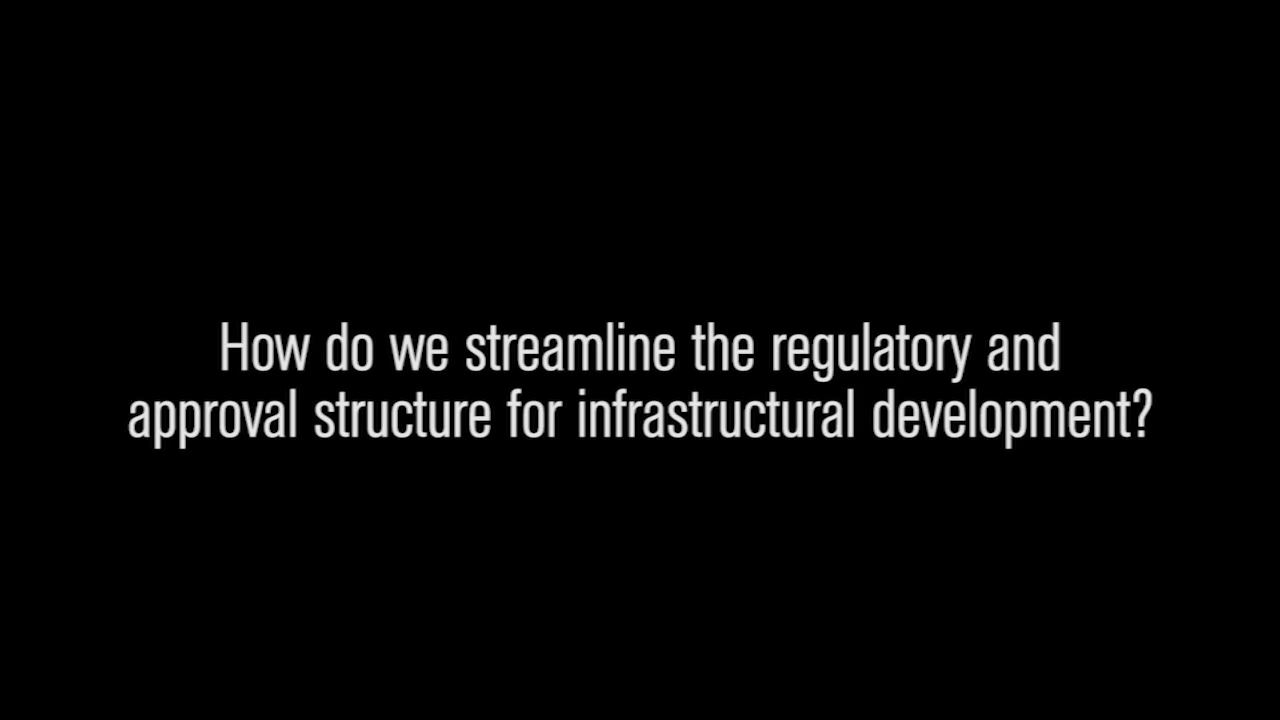 How do we streamline the regulatory and
approval structure for infrastructural development?